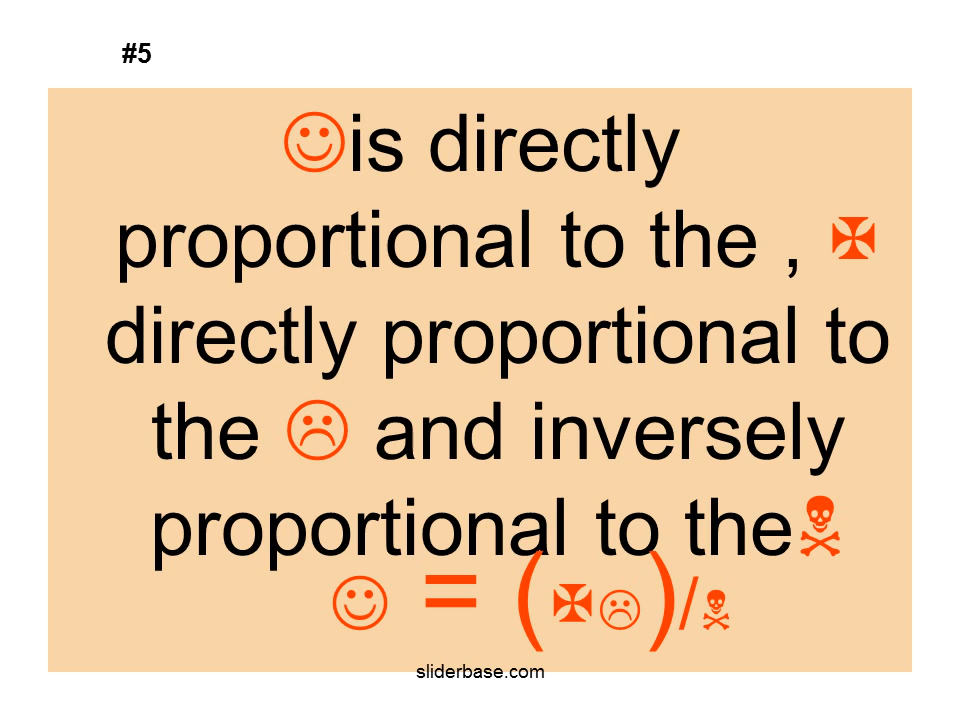 #5
☺is directly
proportional to the , ✠
directly proportional to
the ☹ and inversely
proportional to the☠
☺ = (✠☹)/☠
sliderbase.com